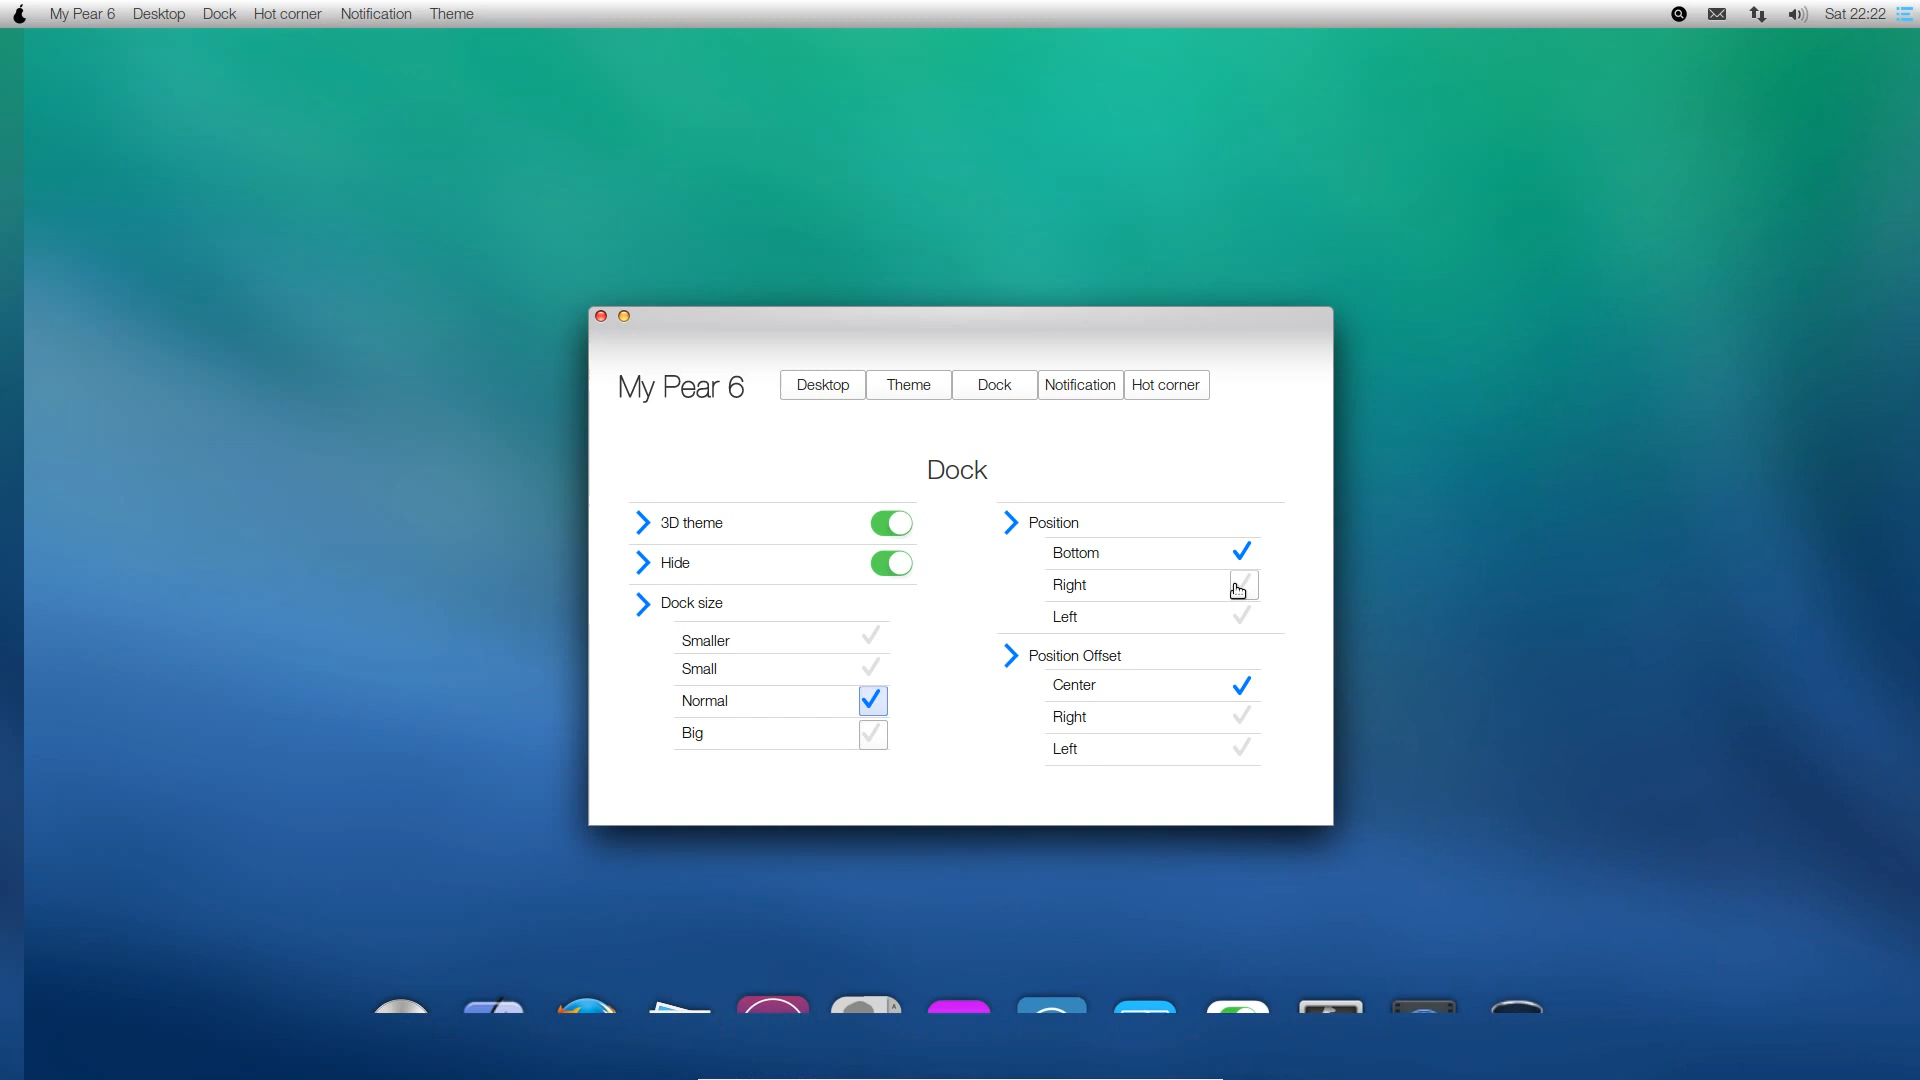 My Pear 6 Desktop Dock Hot corner Notification Theme Sat 22:22
My Pear 6 Desktop Theme Dock Notification Hot corner
Dock
3D theme
Hide
Dock size
Smaller
Small
Normal
Big
Position
Bottom
Right
Left
Position Offset
Center
Right
Left